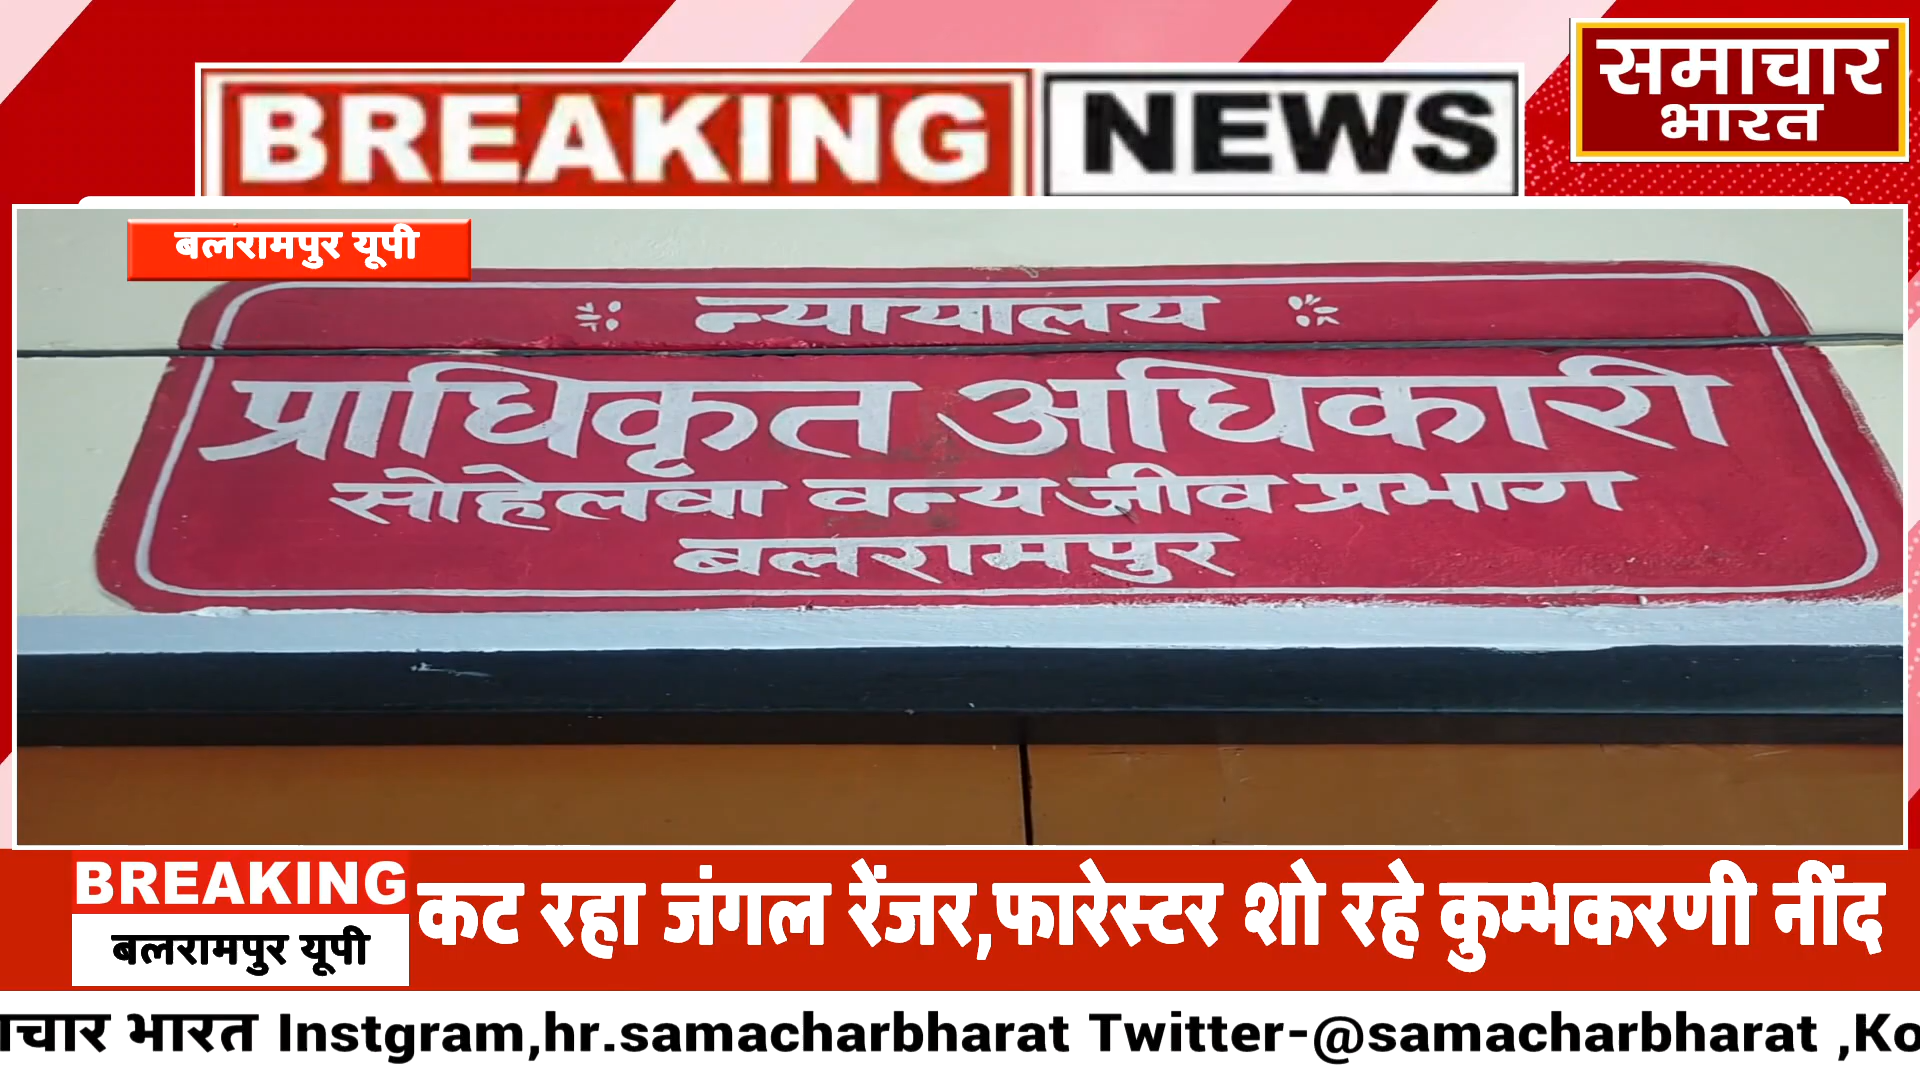 BREAKING NEWS
समाचार
भारत
बलरामपुर यूपी
न्यायालय
प्राधिकृत अधिकारी
सोहेलवा वन्यजीव प्रभाग
बलरामपुर
BREAKING
बलरामपुर यूपी
कट रहा जंगल रेंजर,फारेस्टर शो रहे कुम्भकरणी नींद
ाचार भारत Instgram,hr.samacharbharat Twitter-@samacharbharat ,Ko